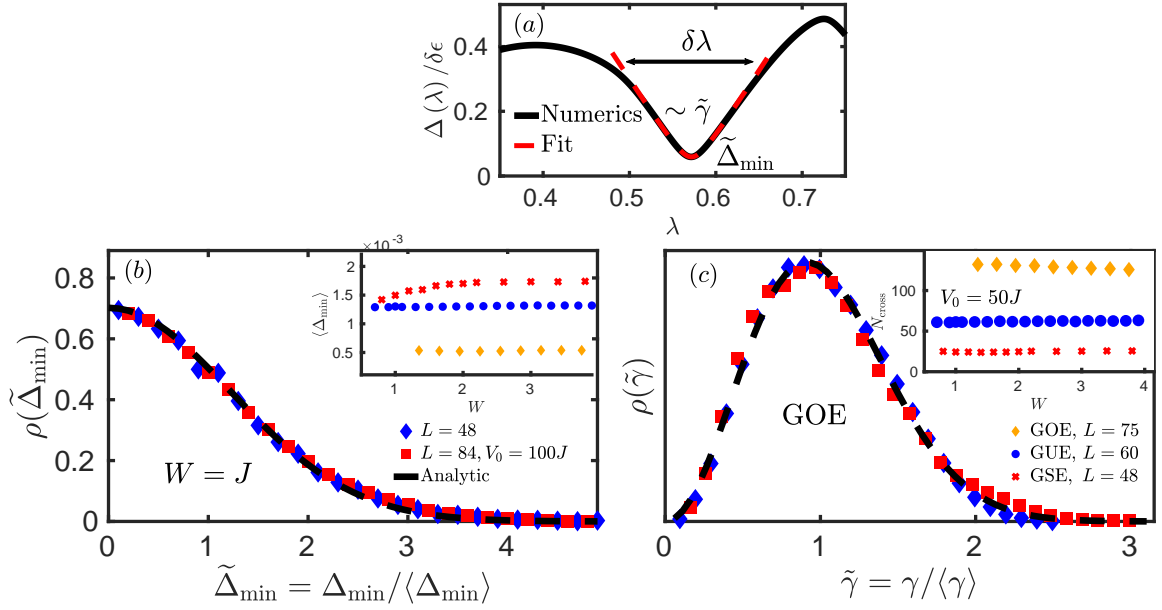 (a)
δλ
∼ γ̃
Δ̃min
Numerics
Fit
Δ(λ)/δϵ
0.4
0.2
0
0.4
0.5
0.6
0.7
λ
(b)
0.8
0.6
0.4
0.2
0
ρ(Δ̃min)
×10⁻³
2
1.5
1
0.5
⟨Δmin⟩
1
2
3
W
L = 48
L = 84, V₀ = 100J
Analytic
W = J
0
1
2
3
4
Δ̃min = Δmin/⟨Δmin⟩
(c)
ρ(γ̃)
GOE
100
50
0
Ncross
V₀ = 50J
1
2
3
4
W
GOE, L = 75
GUE, L = 60
GSE, L = 48
0
1
2
3
γ̃ = γ/⟨γ⟩